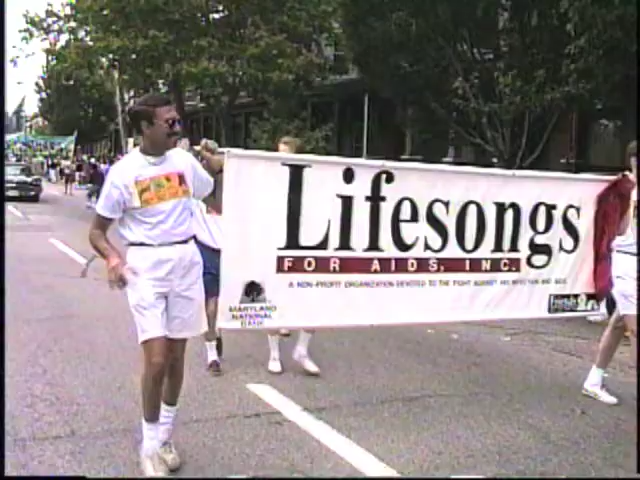 Lifesongs
FOR AIDS, INC.
A NON-PROFIT ORGANIZATION DEVOTED TO THE FIGHT AGAINST HIV INFECTION AND AIDS
MARYLAND
NATIONAL
BANK